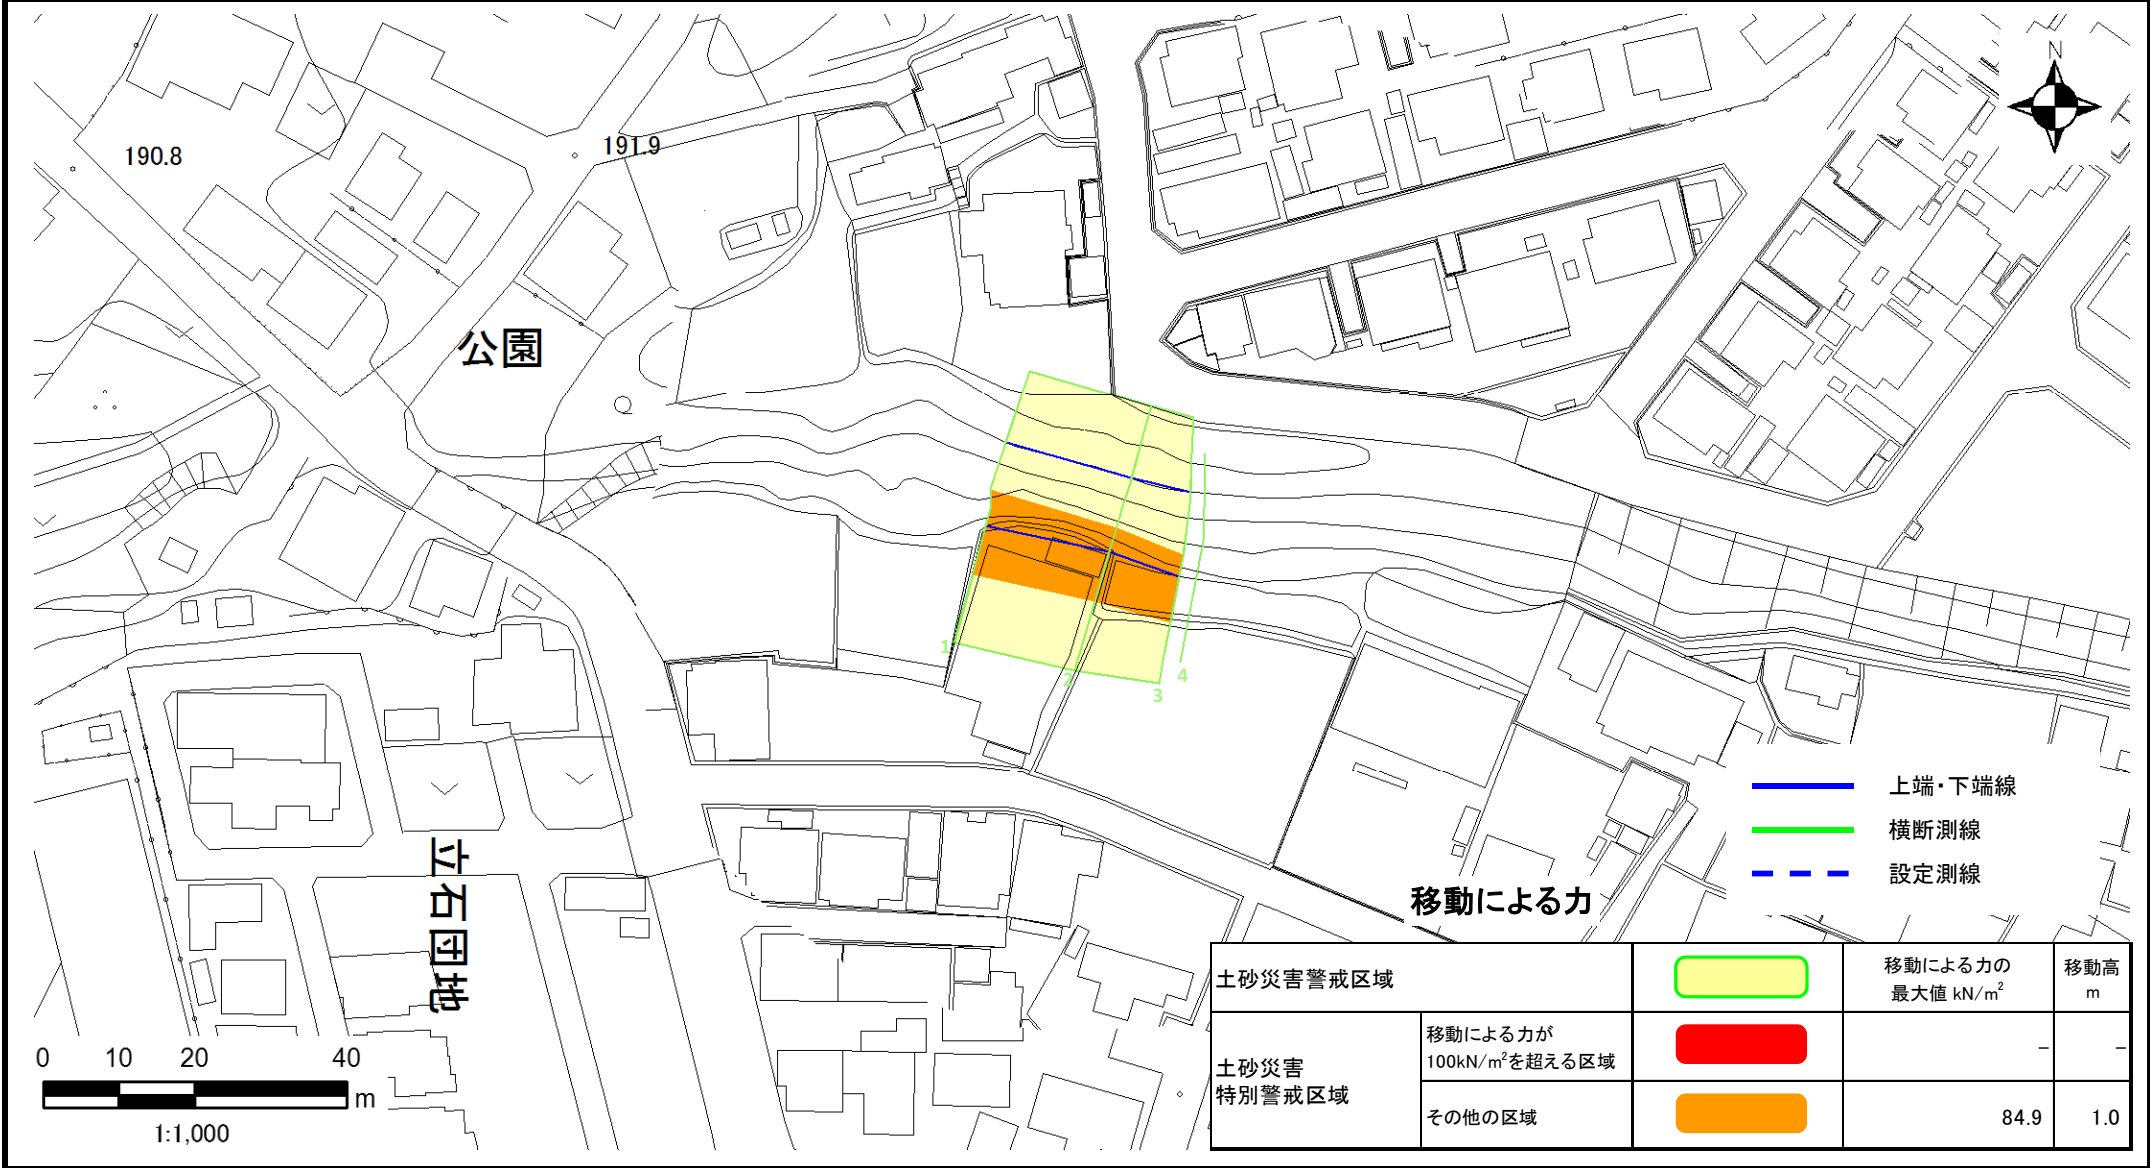 N
190.8
191.9
公園
1
2
3
4
立石団地
上端・下端線
横断測線
設定測線
移動による力
土砂災害警戒区域
移動による力の
最大値 kN/m²
移動高
m
土砂災害
特別警戒区域
移動による力が
100kN/m²を超える区域
－
－
その他の区域
84.9
1.0
0 10 20 40
m
1:1,000